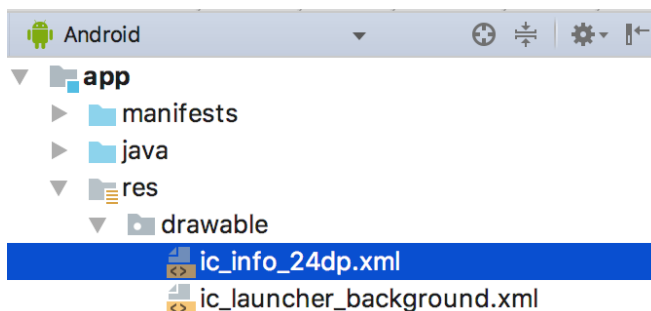 Android
app
manifests
java
res
drawable
ic_info_24dp.xml
ic_launcher_background.xml